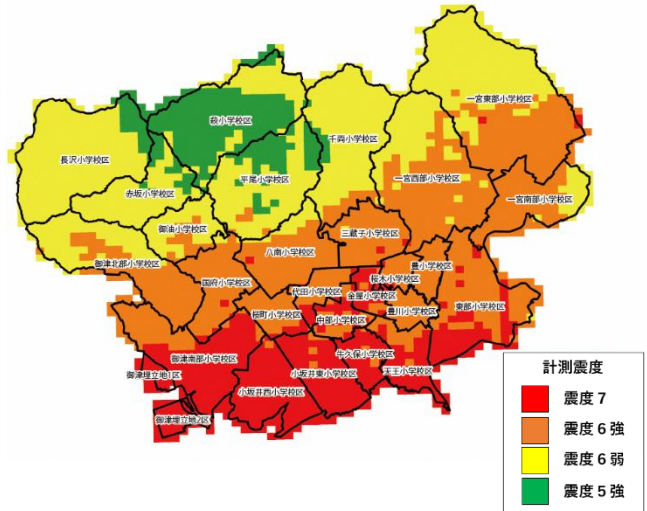 一宮東部小学校区
萩小学校区
千両小学校区
長沢小学校区
平尾小学校区
一宮西部小学校区
赤坂小学校区
一宮南部小学校区
御油小学校区
三蔵子小学校区
八南小学校区
御津北部小学校区
豊小学校区
国府小学校区
桜木小学校区
代田小学校区
金屋小学校区
東部小学校区
桜町小学校区
豊川小学校区
中部小学校区
御津南部小学校区
牛久保小学校区
御津埋立地1区
小坂井東小学校区
天王小学校区
小坂井西小学校区
御津埋立地2区
計測震度
震度7
震度6強
震度6弱
震度5強